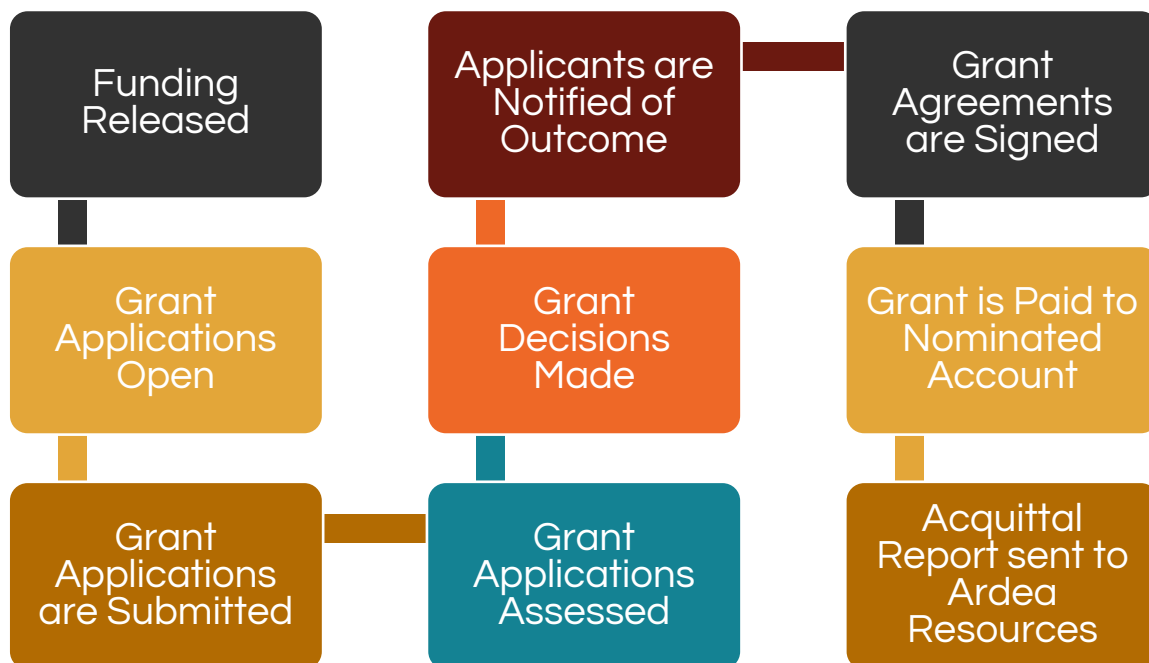 Funding
Released
Grant
Applications
Open
Grant
Applications
are Submitted
Grant
Applications
Assessed
Grant
Decisions
Made
Applicants are
Notified of
Outcome
Grant
Agreements
are Signed
Grant is Paid to
Nominated
Account
Acquittal
Report sent to
Ardea
Resources